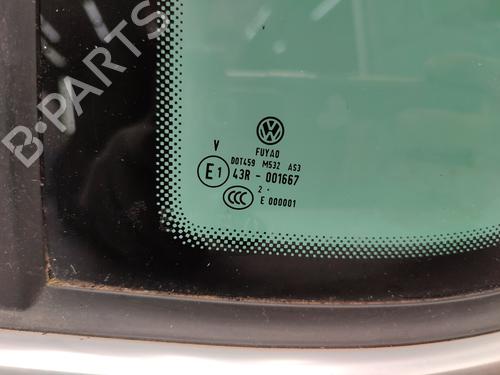 B-PARTS
FUYAO
V DOT459 M532 AS3
E1 43R - 001667
CCC 2 ·
E 000001